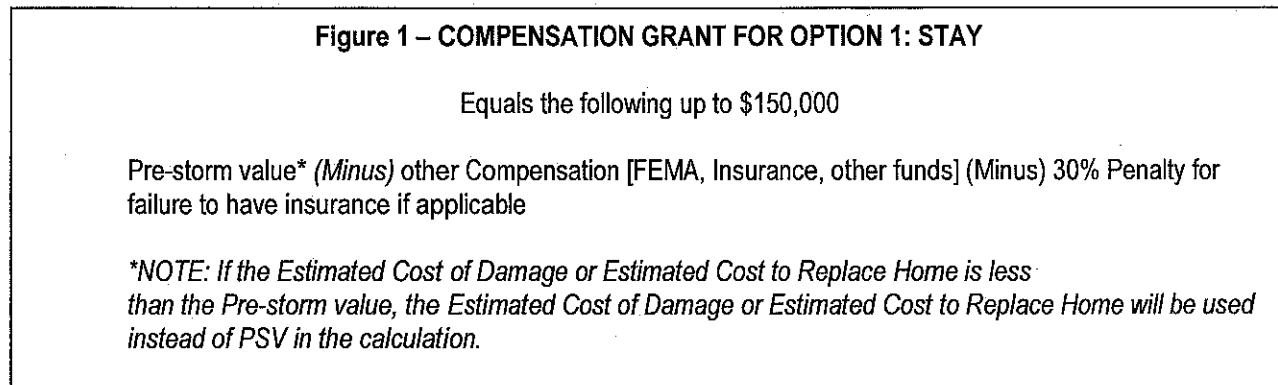 Figure 1 – COMPENSATION GRANT FOR OPTION 1: STAY
Equals the following up to $150,000
Pre-storm value* (Minus) other Compensation [FEMA, Insurance, other funds] (Minus) 30% Penalty for
failure to have insurance if applicable
*NOTE: If the Estimated Cost of Damage or Estimated Cost to Replace Home is less
than the Pre-storm value, the Estimated Cost of Damage or Estimated Cost to Replace Home will be used
instead of PSV in the calculation.